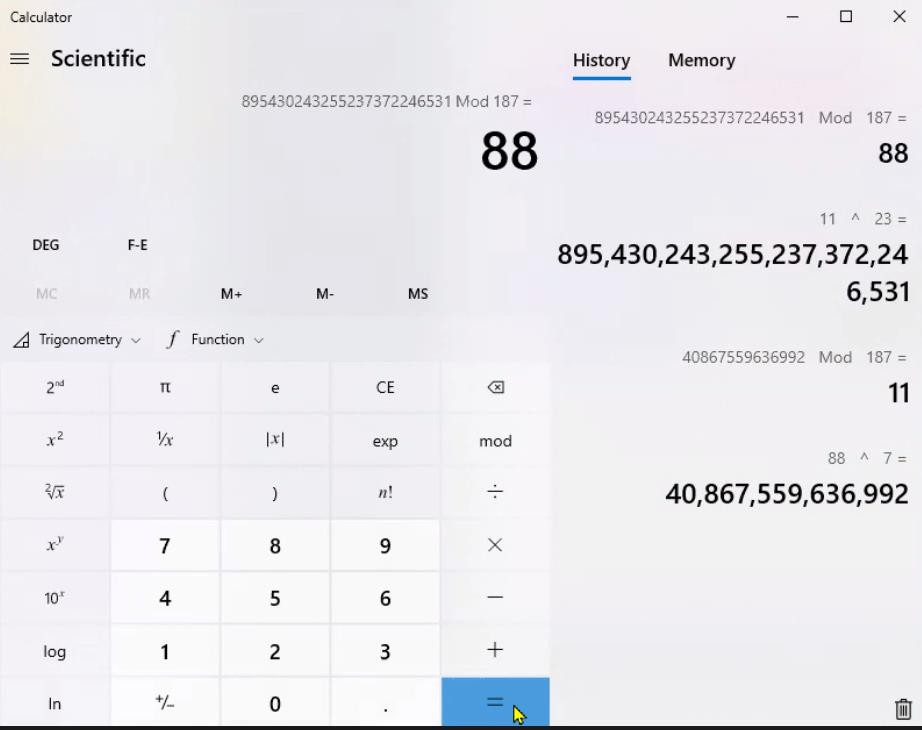 Calculator
Scientific
895430243255237372246531 Mod 187 =
88
DEG F-E
MC MR M+ M- MS
Trigonometry f Function
2ⁿᵈ π e CE
x² ¹/x |x| exp mod
²√x ( ) n! ÷
xʸ 7 8 9 ×
10ˣ 4 5 6 −
log 1 2 3 +
ln +/− 0 . =
History Memory
895430243255237372246531 Mod 187 =
88
11 ^ 23 =
895,430,243,255,237,372,24
6,531
40867559636992 Mod 187 =
11
88 ^ 7 =
40,867,559,636,992